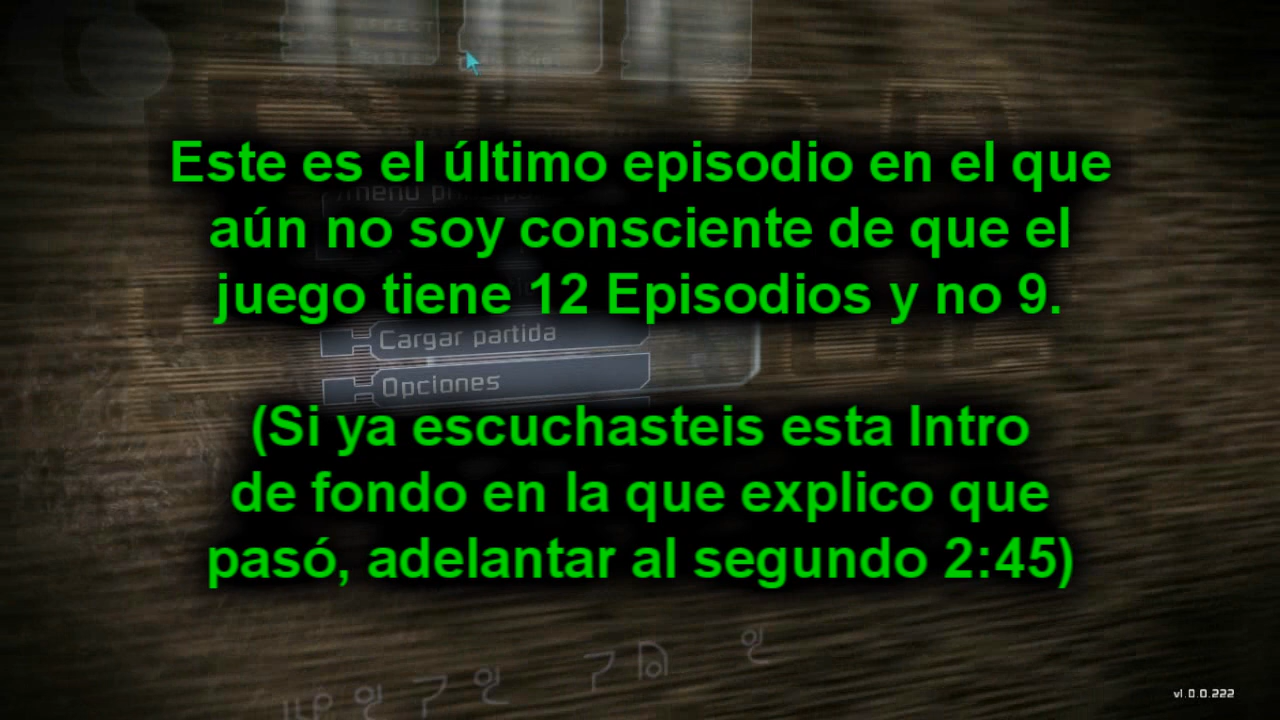 Este es el último episodio en el que
menú pr
aún no soy consciente de que el
juego tiene 12 Episodios y no 9.
Cargar partida
Opciones
(Si ya escuchasteis esta Intro
de fondo en la que explico que
pasó, adelantar al segundo 2:45)
v1.0.0.222